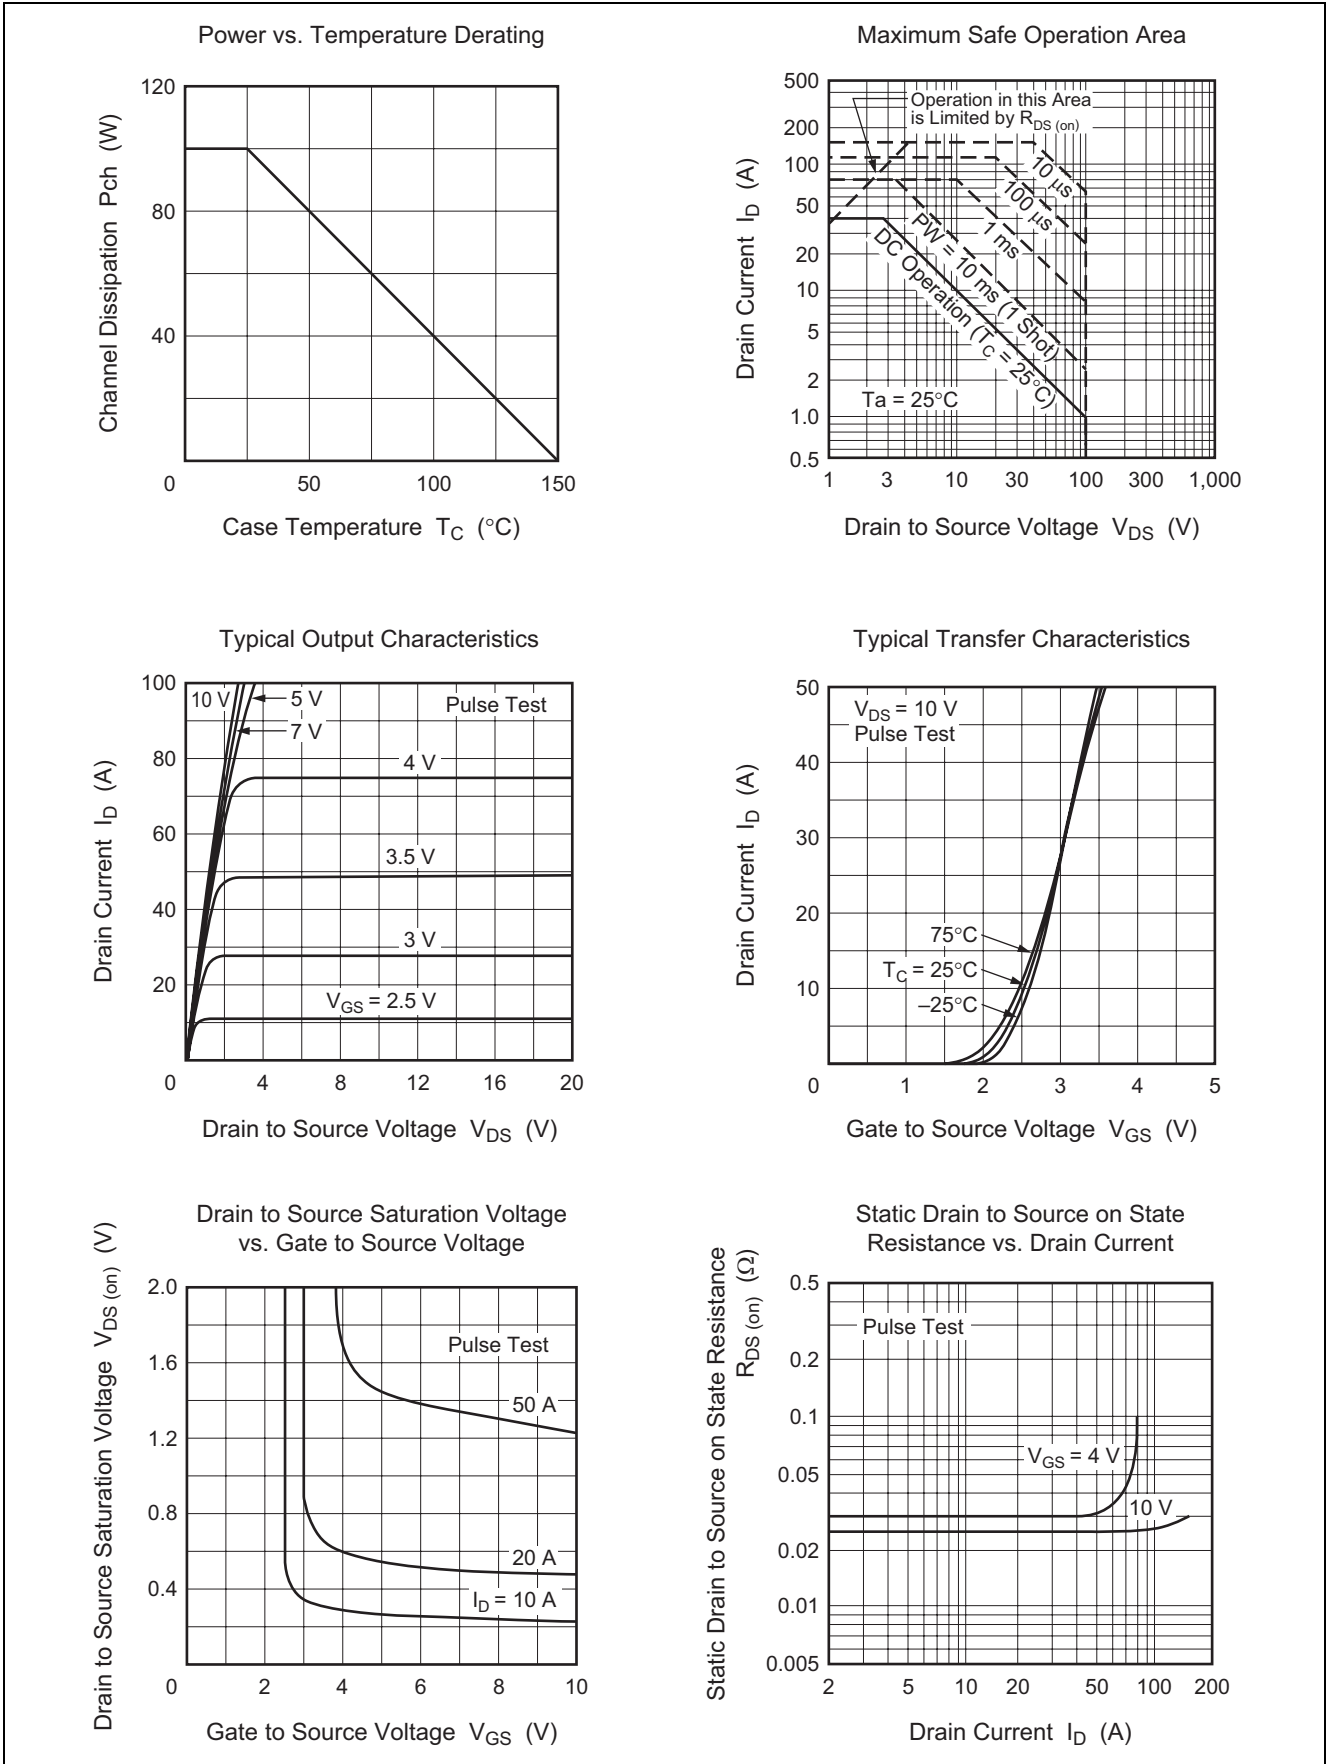 Power vs. Temperature Derating
Channel Dissipation Pch (W)
120
80
40
0
50
100
150
Case Temperature TC (°C)
Maximum Safe Operation Area
Drain Current ID (A)
500
200
100
50
20
10
5
2
1.0
0.5
Operation in this Area
is Limited by RDS (on)
10 μs
100 μs
1 ms
PW = 10 ms (1 Shot)
DC Operation (TC = 25°C)
Ta = 25°C
1
3
10
30
100
300
1,000
Drain to Source Voltage VDS (V)
Typical Output Characteristics
Drain Current ID (A)
100
80
60
40
20
0
10 V
5 V
7 V
Pulse Test
4 V
3.5 V
3 V
VGS = 2.5 V
4
8
12
16
20
Drain to Source Voltage VDS (V)
Typical Transfer Characteristics
Drain Current ID (A)
50
40
30
20
10
0
VDS = 10 V
Pulse Test
75°C
TC = 25°C
–25°C
1
2
3
4
5
Gate to Source Voltage VGS (V)
Drain to Source Saturation Voltage
vs. Gate to Source Voltage
Drain to Source Saturation Voltage VDS (on) (V)
2.0
1.6
1.2
0.8
0.4
0
Pulse Test
50 A
20 A
ID = 10 A
2
4
6
8
10
Gate to Source Voltage VGS (V)
Static Drain to Source on State
Resistance vs. Drain Current
Static Drain to Source on State Resistance
RDS (on) (Ω)
0.5
0.2
0.1
0.05
0.02
0.01
0.005
Pulse Test
VGS = 4 V
10 V
2
5
10
20
50
100
200
Drain Current ID (A)